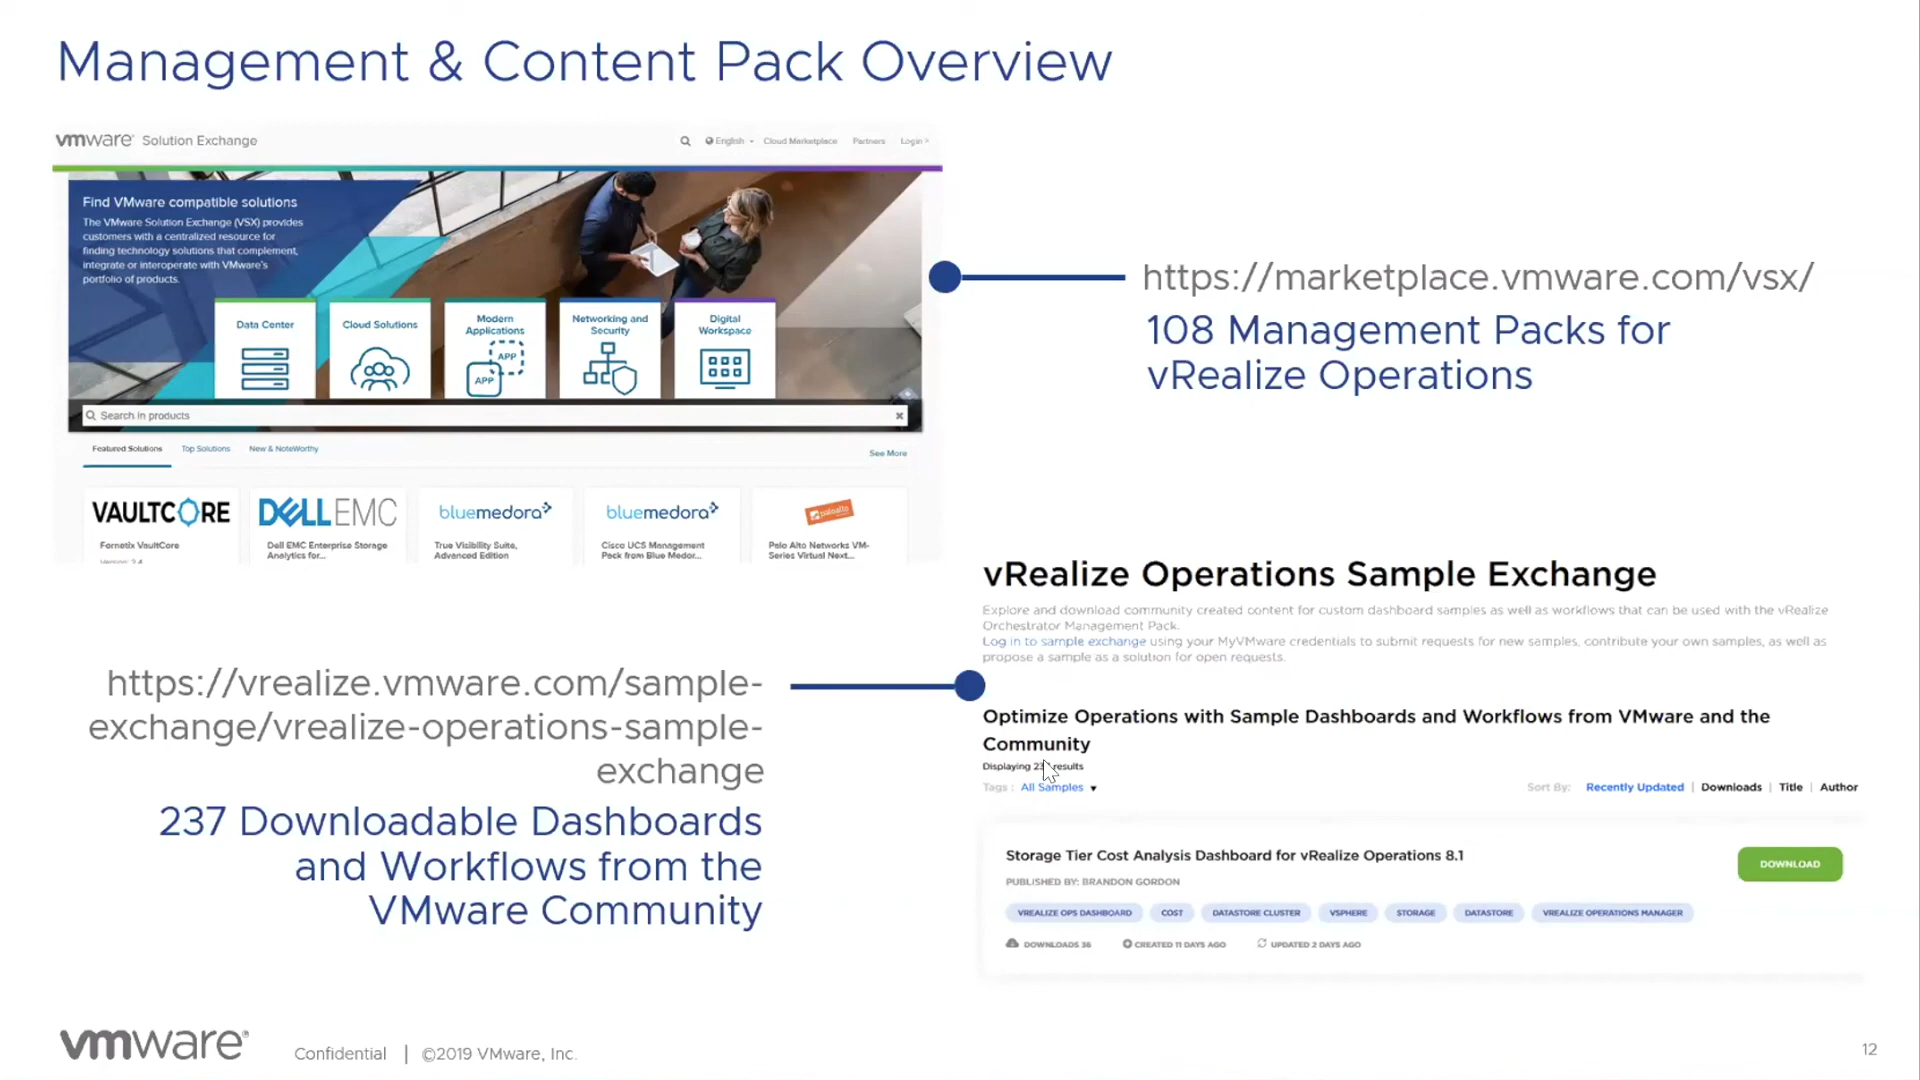 Management & Content Pack Overview
vmware Solution Exchange
English
Cloud Marketplace
Partners
Login >
Find VMware compatible solutions
The VMware Solution Exchange (VSX) provides
customers with a centralized resource for
finding technology solutions that complement,
integrate or interoperate with VMware's
portfolio of products.
Data Center
Cloud Solutions
Modern
Applications
APP
APP
Networking and
Security
Digital
Workspace
Search in products
Featured Solutions
Top Solutions
New & NoteWorthy
See More
VAULTCORE
DELLEMC
bluemedora
bluemedora
paloalto
Fornetix VaultCore
Dell EMC Enterprise Storage
Analytics for...
True Visibility Suite,
Advanced Edition
Cisco UCS Management
Pack from Blue Medor...
Palo Alto Networks VM-
Series Virtual Next...
https://marketplace.vmware.com/vsx/
108 Management Packs for
vRealize Operations
https://vrealize.vmware.com/sample-
exchange/vrealize-operations-sample-
exchange
237 Downloadable Dashboards
and Workflows from the
VMware Community
vRealize Operations Sample Exchange
Explore and download community created content for custom dashboard samples as well as workflows that can be used with the vRealize
Orchestrator Management Pack.
Log in to sample exchange using your MyVMware credentials to submit requests for new samples, contribute your own samples, as well as
propose a sample as a solution for open requests.
Optimize Operations with Sample Dashboards and Workflows from VMware and the
Community
Displaying results
Tags : All Samples
Sort By: Recently Updated | Downloads | Title | Author
Storage Tier Cost Analysis Dashboard for vRealize Operations 8.1
DOWNLOAD
PUBLISHED BY: BRANDON GORDON
VREALIZE OPS DASHBOARD
COST
DATASTORE CLUSTER
VSPHERE
STORAGE
DATASTORE
VREALIZE OPERATIONS MANAGER
DOWNLOADS 36
CREATED 11 DAYS AGO
UPDATED 2 DAYS AGO
vmware
Confidential | ©2019 VMware, Inc.
12